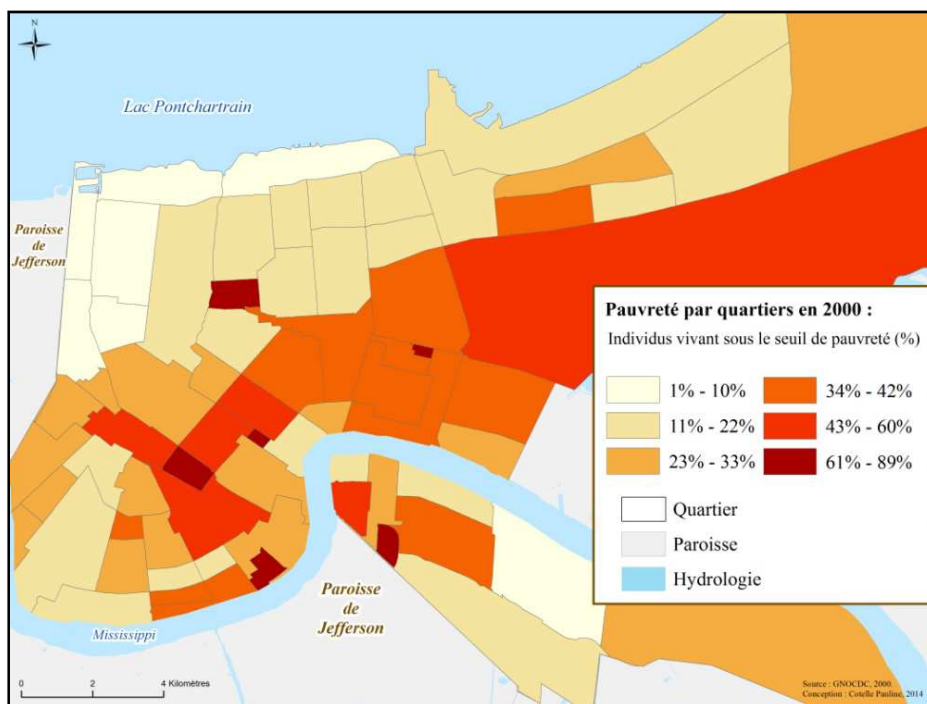 N
Lac Pontchartrain
Paroisse
de
Jefferson
Pauvreté par quartiers en 2000 :
Individus vivant sous le seuil de pauvreté (%)
1% - 10%
34% - 42%
11% - 22%
43% - 60%
23% - 33%
61% - 89%
Quartier
Paroisse
Hydrologie
Paroisse
de
Jefferson
Mississippi
0 2 4 Kilomètres
Source : GNOCDC, 2000.
Conception : Cotelle Pauline, 2014